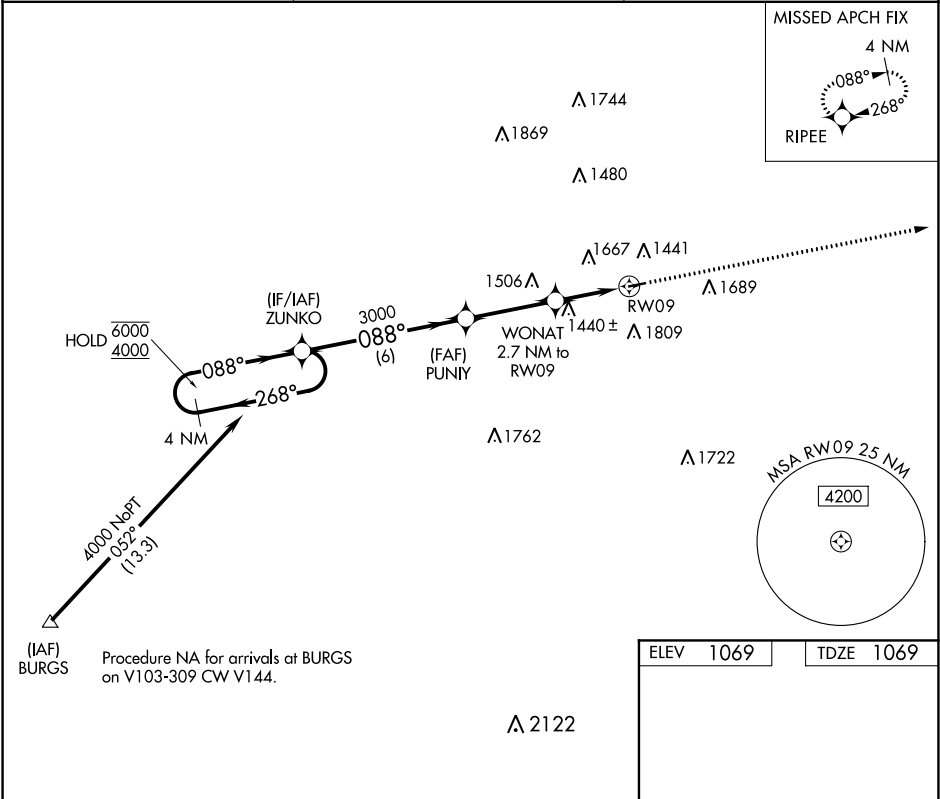 MISSED APCH FIX
4 NM
088°
268°
RIPEE
1744
1869
1480
1667
1441
1506
1689
RW09
(IF/IAF)
ZUNKO
3000
088°
(6)
(FAF)
PUNIY
WONAT
2.7 NM to
RW09
1440 ±
1809
HOLD
6000
4000
088°
268°
4 NM
1762
1722
4000 NoPT
052°
(13.3)
MSA RW09 25 NM
4200
(IAF)
BURGS
Procedure NA for arrivals at BURGS
on V103-309 CW V144.
ELEV 1069
TDZE 1069
2122